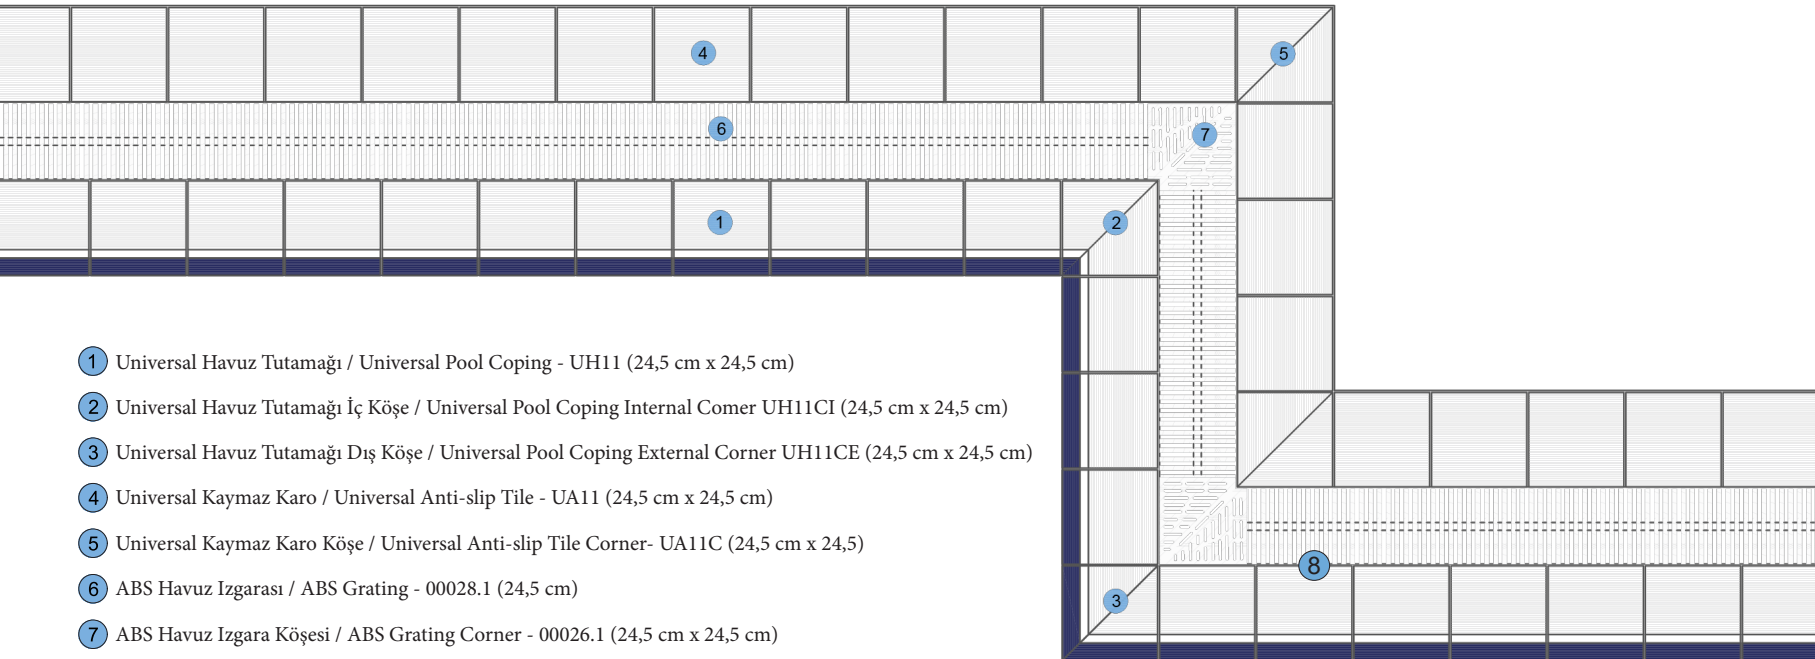 4
5
6
7
1
2
1 Universal Havuz Tutamağı / Universal Pool Coping - UH11 (24,5 cm x 24,5 cm)
2 Universal Havuz Tutamağı İç Köşe / Universal Pool Coping Internal Comer UH11CI (24,5 cm x 24,5 cm)
3 Universal Havuz Tutamağı Dış Köşe / Universal Pool Coping External Corner UH11CE (24,5 cm x 24,5 cm)
4 Universal Kaymaz Karo / Universal Anti-slip Tile - UA11 (24,5 cm x 24,5 cm)
5 Universal Kaymaz Karo Köşe / Universal Anti-slip Tile Corner- UA11C (24,5 cm x 24,5)
6 ABS Havuz Izgarası / ABS Grating - 00028.1 (24,5 cm)
7 ABS Havuz Izgara Köşesi / ABS Grating Corner - 00026.1 (24,5 cm x 24,5 cm)
8
3